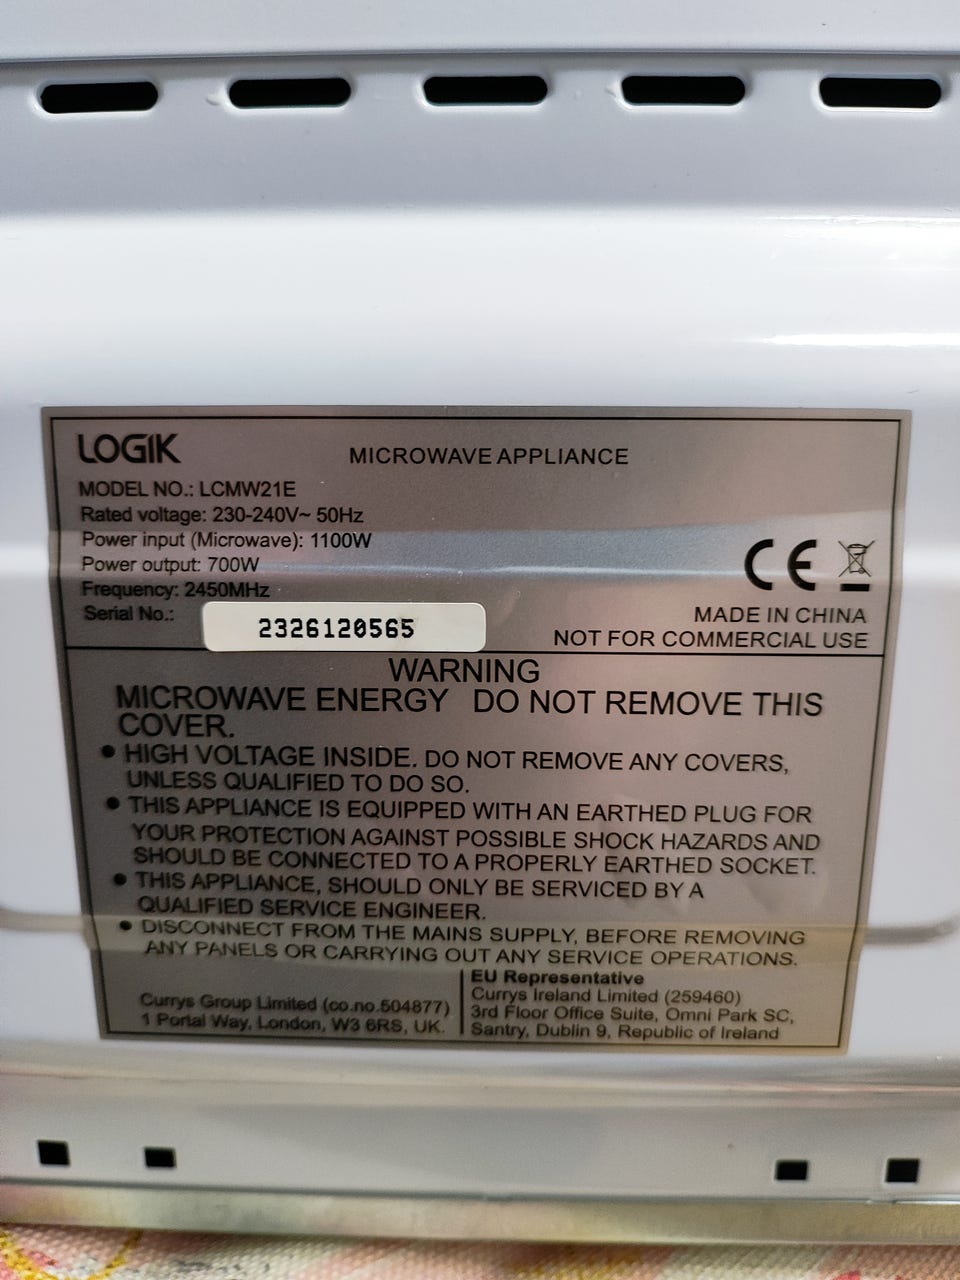 LOGIK
MICROWAVE APPLIANCE
MODEL NO.: LCMW21E
Rated voltage: 230-240V~ 50Hz
Power input (Microwave): 1100W
Power output: 700W
Frequency: 2450MHz
Serial No.: 2326120565
CE
MADE IN CHINA
NOT FOR COMMERCIAL USE
WARNING
MICROWAVE ENERGY DO NOT REMOVE THIS
COVER.
● HIGH VOLTAGE INSIDE. DO NOT REMOVE ANY COVERS,
UNLESS QUALIFIED TO DO SO.
● THIS APPLIANCE IS EQUIPPED WITH AN EARTHED PLUG FOR
YOUR PROTECTION AGAINST POSSIBLE SHOCK HAZARDS AND
SHOULD BE CONNECTED TO A PROPERLY EARTHED SOCKET.
● THIS APPLIANCE, SHOULD ONLY BE SERVICED BY A
QUALIFIED SERVICE ENGINEER.
● DISCONNECT FROM THE MAINS SUPPLY, BEFORE REMOVING
ANY PANELS OR CARRYING OUT ANY SERVICE OPERATIONS.
Currys Group Limited (co.no.504877)
1 Portal Way, London, W3 6RS, UK.
EU Representative
Currys Ireland Limited (259460)
3rd Floor Office Suite, Omni Park SC,
Santry, Dublin 9, Republic of Ireland